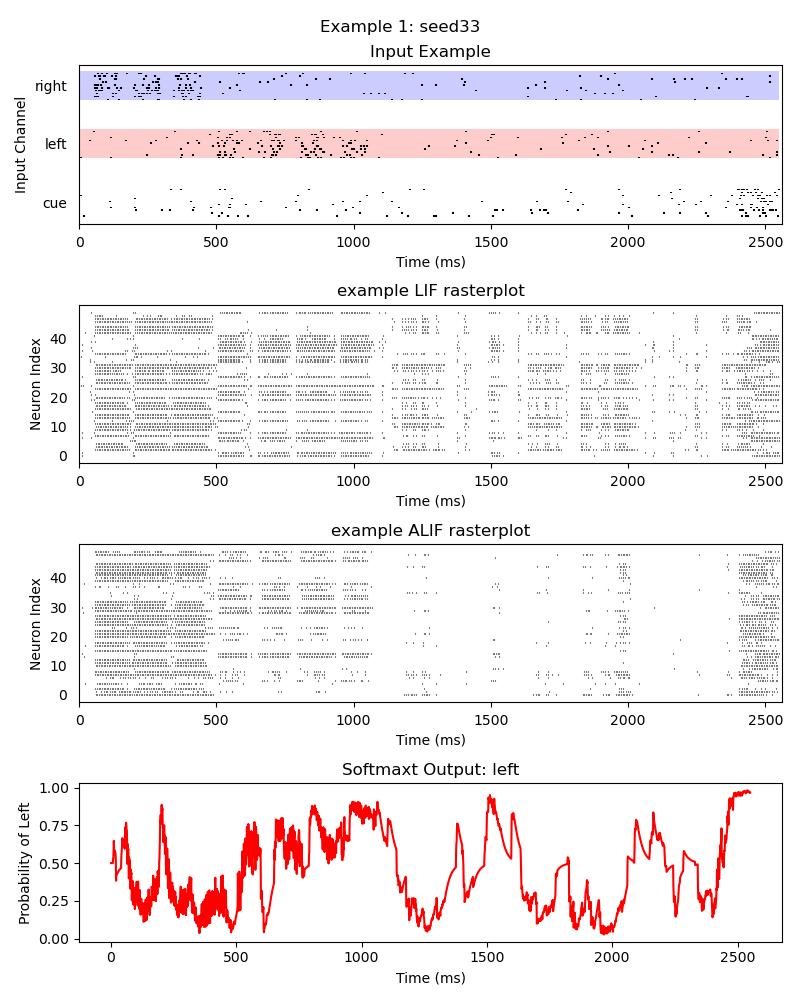 Example 1: seed33
Input Example
Input Channel
right
left
cue
0 500 1000 1500 2000 2500
Time (ms)
example LIF rasterplot
Neuron Index
40
30
20
10
0
0 500 1000 1500 2000 2500
Time (ms)
example ALIF rasterplot
Neuron Index
40
30
20
10
0
0 500 1000 1500 2000 2500
Time (ms)
Softmaxt Output: left
Probability of Left
1.00
0.75
0.50
0.25
0.00
0 500 1000 1500 2000 2500
Time (ms)